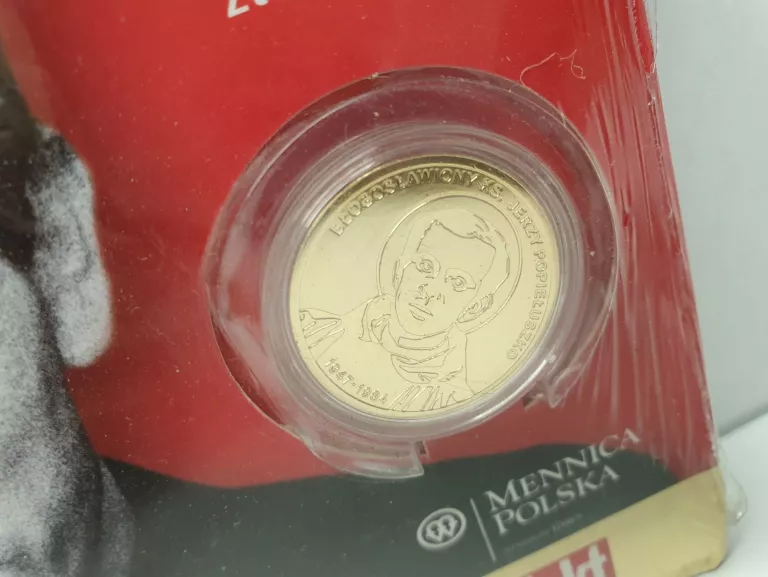 BŁOGOSŁAWIONY KS. JERZY POPIEŁUSZKO
1947-1984
MENNICA
POLSKA